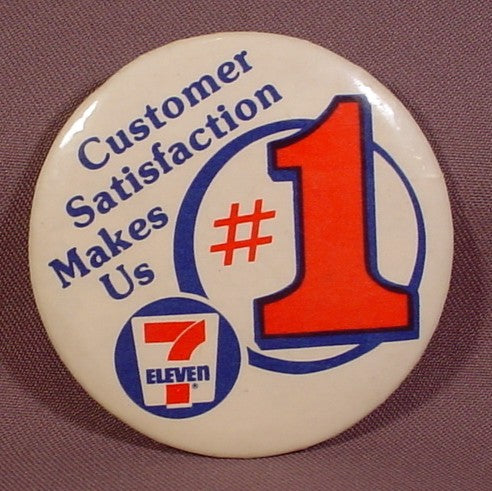 Customer
Satisfaction
Makes
Us
#1
7
ELEVEn
®